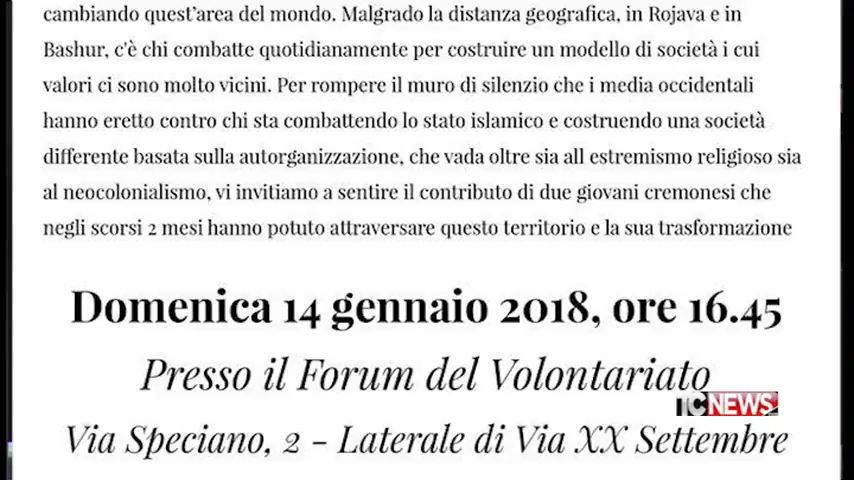 cambiando quest'area del mondo. Malgrado la distanza geografica, in Rojava e in
Bashur, c'è chi combatte quotidianamente per costruire un modello di società i cui
valori ci sono molto vicini. Per rompere il muro di silenzio che i media occidentali
hanno eretto contro chi sta combattendo lo stato islamico e costruendo una società
differente basata sulla autorganizzazione, che vada oltre sia all estremismo religioso sia
al neocolonialismo, vi invitiamo a sentire il contributo di due giovani cremonesi che
negli scorsi 2 mesi hanno potuto attraversare questo territorio e la sua trasformazione
Domenica 14 gennaio 2018, ore 16.45
Presso il Forum del Volontariato
TCNEWS
Via Speciano, 2 - Laterale di Via XX Settembre